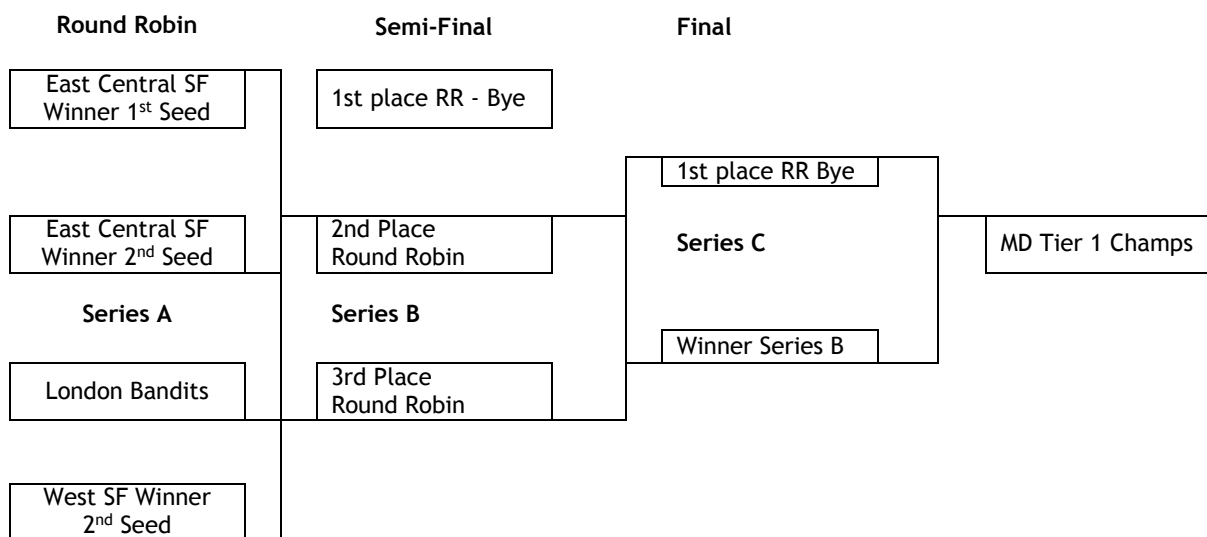 Round Robin
Semi-Final
Final
East Central SF
Winner 1st Seed
1st place RR - Bye
1st place RR Bye
East Central SF
Winner 2nd Seed
2nd Place
Round Robin
Series C
MD Tier 1 Champs
Series A
Series B
Winner Series B
London Bandits
3rd Place
Round Robin
West SF Winner
2nd Seed